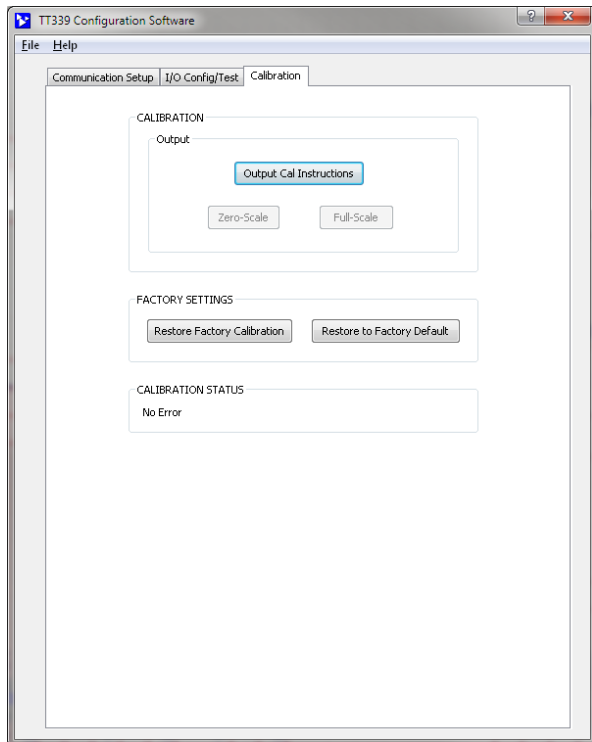 TT339 Configuration Software
File Help
Communication Setup I/O Config/Test Calibration
CALIBRATION
Output
Output Cal Instructions
Zero-Scale Full-Scale
FACTORY SETTINGS
Restore Factory Calibration Restore to Factory Default
CALIBRATION STATUS
No Error